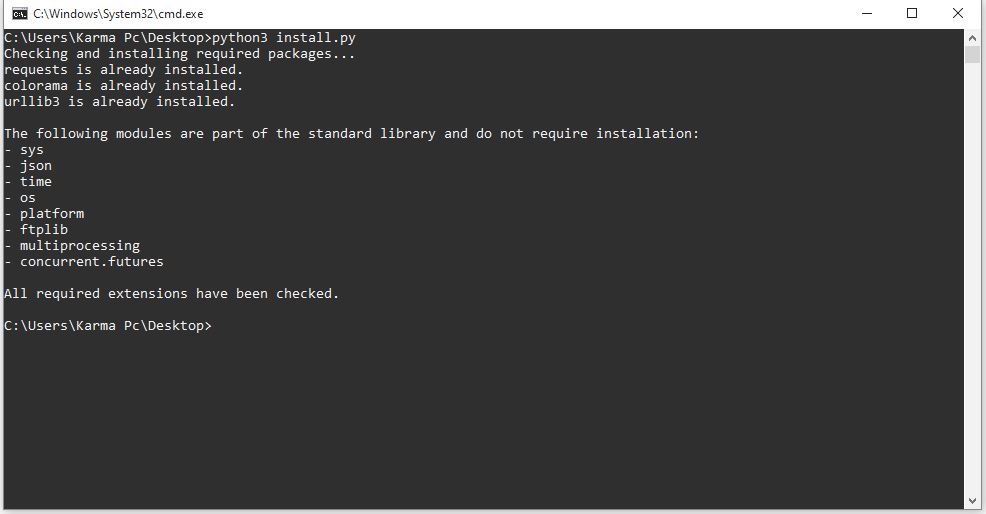 C:\Windows\System32\cmd.exe
C:\Users\Karma Pc\Desktop>python3 install.py
Checking and installing required packages...
requests is already installed.
colorama is already installed.
urllib3 is already installed.
The following modules are part of the standard library and do not require installation:
- sys
- json
- time
- os
- platform
- ftplib
- multiprocessing
- concurrent.futures
All required extensions have been checked.
C:\Users\Karma Pc\Desktop>